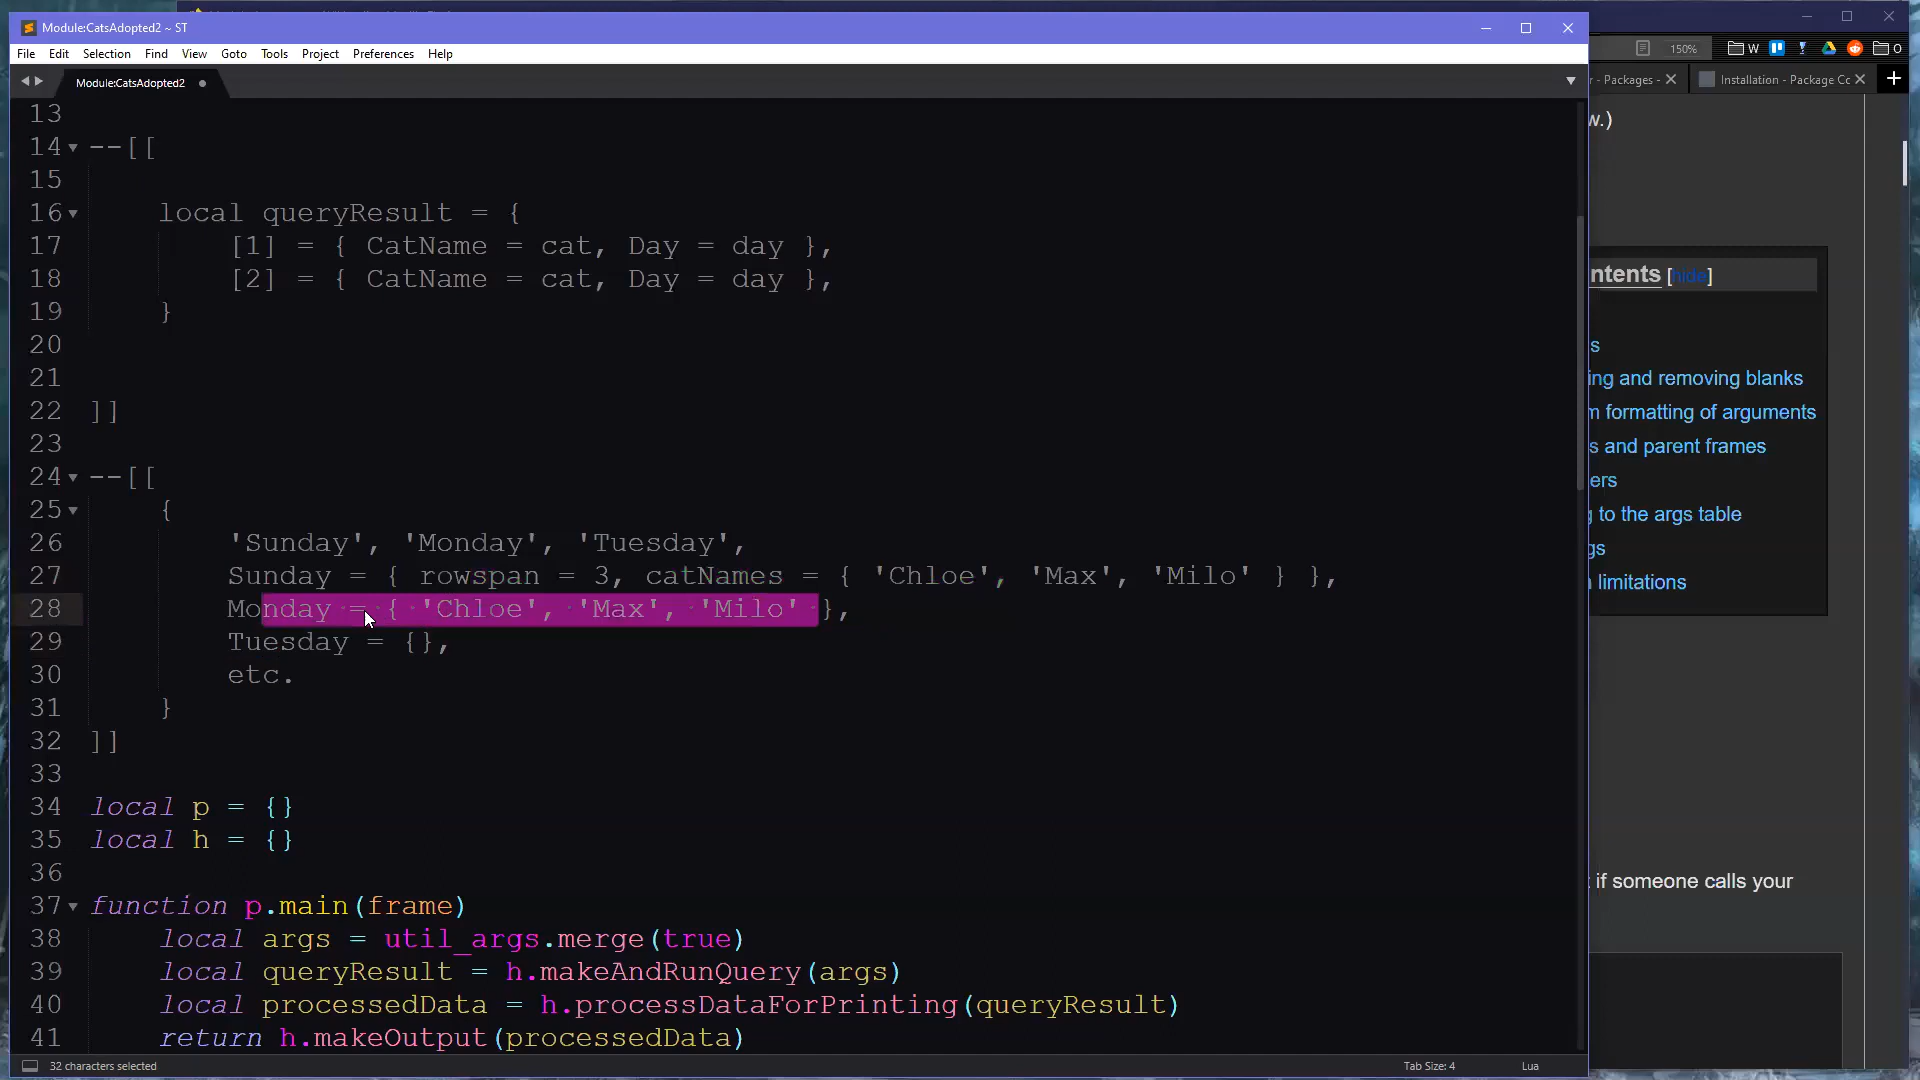 Module:CatsAdopted2 ~ ST
File Edit Selection Find View Goto Tools Project Preferences Help
150% W O
Module:CatsAdopted2
r - Packages - Installation - Package Co
13
14 --[[
15
16 local queryResult = {
17 [1] = { CatName = cat, Day = day },
18 [2] = { CatName = cat, Day = day },
19 }
20
21
22 ]]
23
24 --[[
25 {
26 'Sunday', 'Monday', 'Tuesday',
27 Sunday = { rowspan = 3, catNames = { 'Chloe', 'Max', 'Milo' } },
28 Monday = { 'Chloe', 'Max', 'Milo' },
29 Tuesday = {},
30 etc.
31 }
32 ]]
33
34 local p = {}
35 local h = {}
36
37 function p.main(frame)
38 local args = util_args.merge(true)
39 local queryResult = h.makeAndRunQuery(args)
40 local processedData = h.processDataForPrinting(queryResult)
41 return h.makeOutput(processedData)
32 characters selected
Tab Size: 4
Lua
w.)
ntents [hide]
s
ing and removing blanks
m formatting of arguments
s and parent frames
ers
g to the args table
gs
n limitations
t if someone calls your